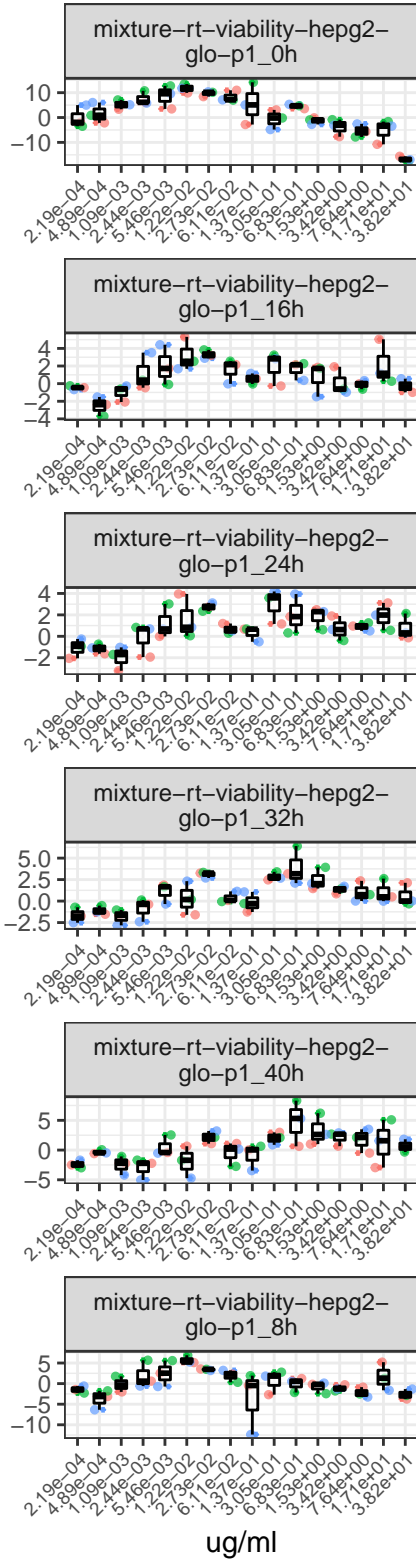 mixture−rt−viability−hepg2−
glo−p1_0h
10
0
−10
2.19e−04
4.89e−04
1.09e−03
2.44e−03
5.46e−03
1.22e−02
2.73e−02
6.11e−02
1.37e−01
3.05e−01
6.83e−01
1.53e+00
3.42e+00
7.64e+00
1.71e+01
3.82e+01
mixture−rt−viability−hepg2−
glo−p1_16h
4
2
0
−2
−4
2.19e−04
4.89e−04
1.09e−03
2.44e−03
5.46e−03
1.22e−02
2.73e−02
6.11e−02
1.37e−01
3.05e−01
6.83e−01
1.53e+00
3.42e+00
7.64e+00
1.71e+01
3.82e+01
mixture−rt−viability−hepg2−
glo−p1_24h
4
2
0
−2
2.19e−04
4.89e−04
1.09e−03
2.44e−03
5.46e−03
1.22e−02
2.73e−02
6.11e−02
1.37e−01
3.05e−01
6.83e−01
1.53e+00
3.42e+00
7.64e+00
1.71e+01
3.82e+01
mixture−rt−viability−hepg2−
glo−p1_32h
5.0
2.5
0.0
−2.5
2.19e−04
4.89e−04
1.09e−03
2.44e−03
5.46e−03
1.22e−02
2.73e−02
6.11e−02
1.37e−01
3.05e−01
6.83e−01
1.53e+00
3.42e+00
7.64e+00
1.71e+01
3.82e+01
mixture−rt−viability−hepg2−
glo−p1_40h
5
0
−5
2.19e−04
4.89e−04
1.09e−03
2.44e−03
5.46e−03
1.22e−02
2.73e−02
6.11e−02
1.37e−01
3.05e−01
6.83e−01
1.53e+00
3.42e+00
7.64e+00
1.71e+01
3.82e+01
mixture−rt−viability−hepg2−
glo−p1_8h
5
0
−5
−10
2.19e−04
4.89e−04
1.09e−03
2.44e−03
5.46e−03
1.22e−02
2.73e−02
6.11e−02
1.37e−01
3.05e−01
6.83e−01
1.53e+00
3.42e+00
7.64e+00
1.71e+01
3.82e+01
ug/ml